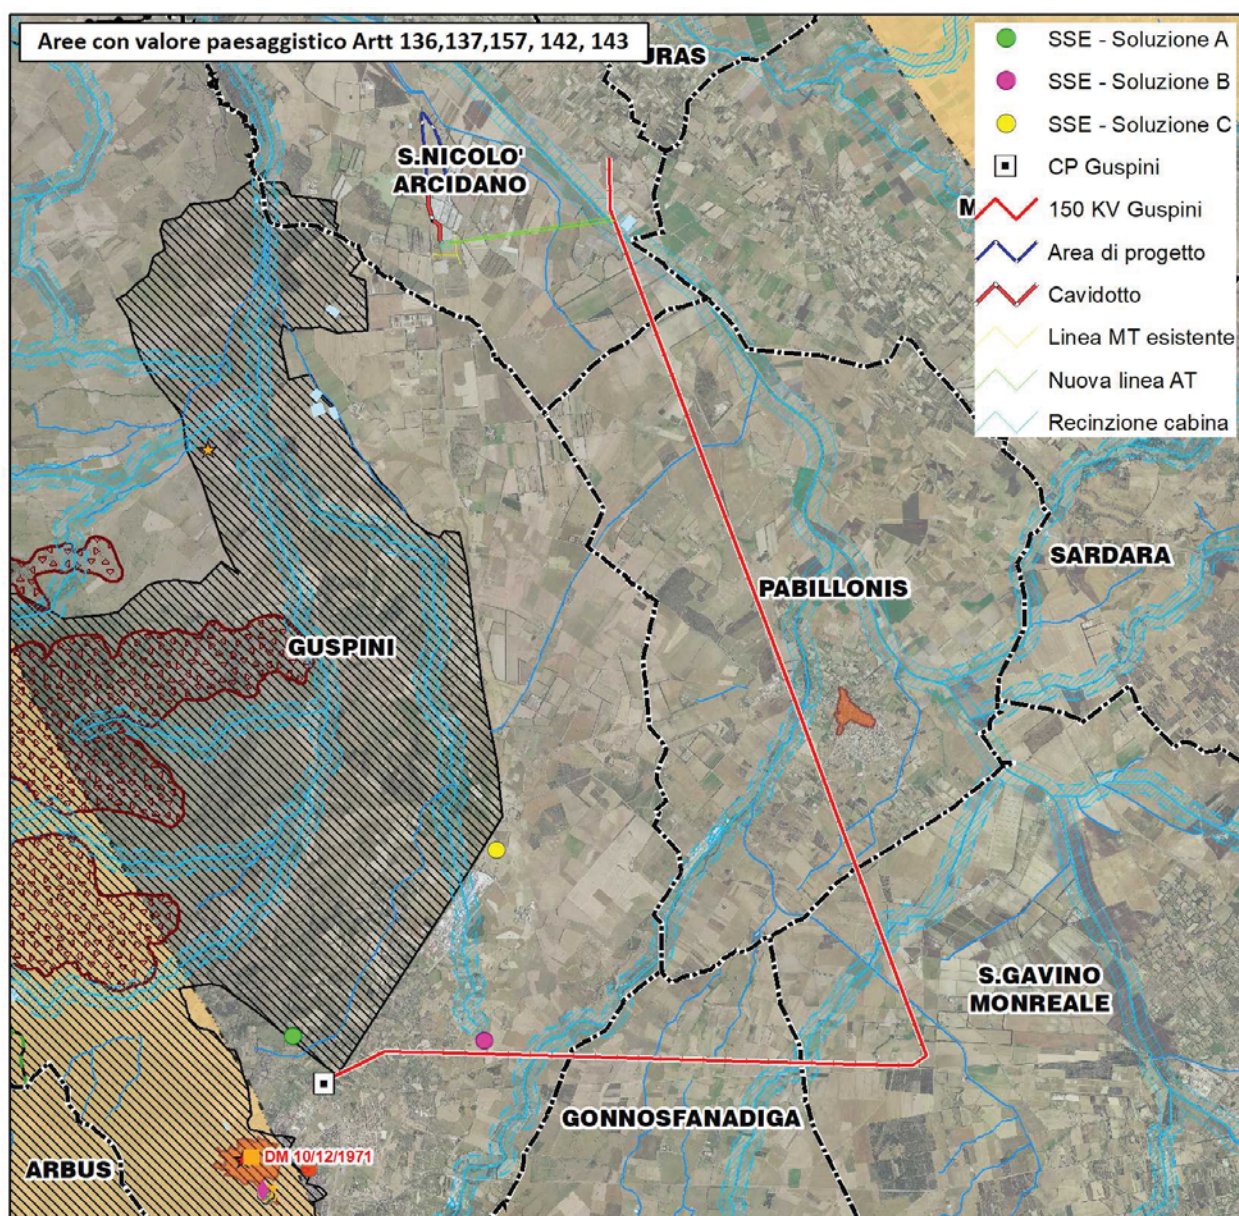 Aree con valore paesaggistico Artt 136,137,157, 142, 143
URAS
SSE - Soluzione A
SSE - Soluzione B
SSE - Soluzione C
CP Guspini
150 KV Guspini
Area di progetto
Cavidotto
Linea MT esistente
Nuova linea AT
Recinzione cabina
S.NICOLO'
ARCIDANO
M
SARDARA
PABILLONIS
GUSPINI
S.GAVINO
MONREALE
GONNOSFANADIGA
DM 10/12/1971
ARBUS